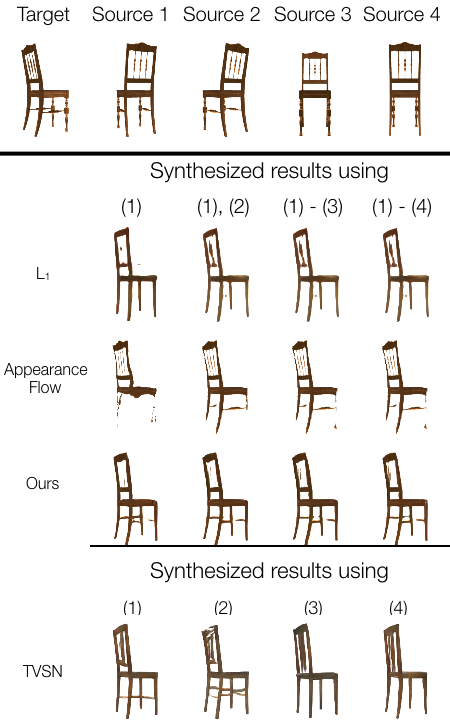 Target Source 1 Source 2 Source 3 Source 4
Synthesized results using
(1) (1), (2) (1) - (3) (1) - (4)
L₁
Appearance
Flow
Ours
Synthesized results using
(1) (2) (3) (4)
TVSN